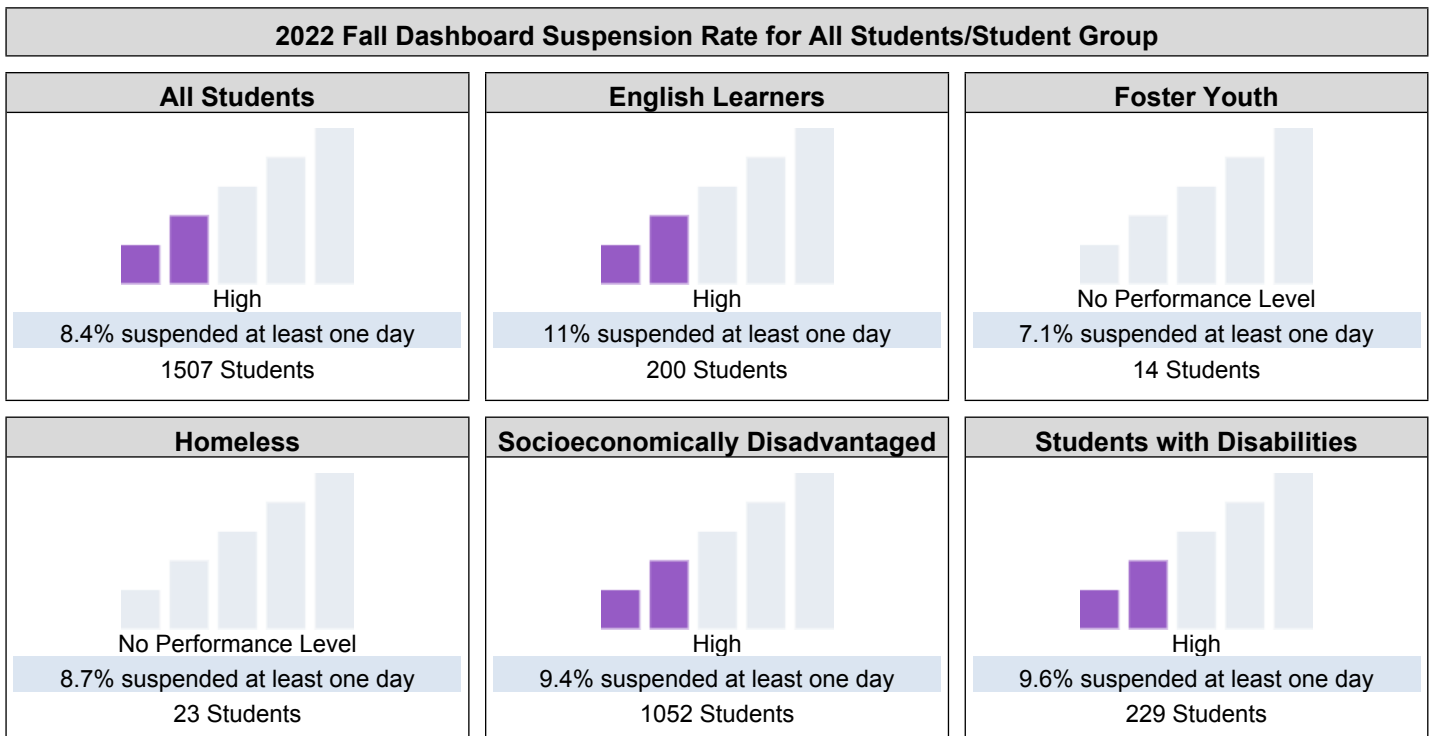 2022 Fall Dashboard Suspension Rate for All Students/Student Group
All Students
High
8.4% suspended at least one day
1507 Students
English Learners
High
11% suspended at least one day
200 Students
Foster Youth
No Performance Level
7.1% suspended at least one day
14 Students
Homeless
No Performance Level
8.7% suspended at least one day
23 Students
Socioeconomically Disadvantaged
High
9.4% suspended at least one day
1052 Students
Students with Disabilities
High
9.6% suspended at least one day
229 Students